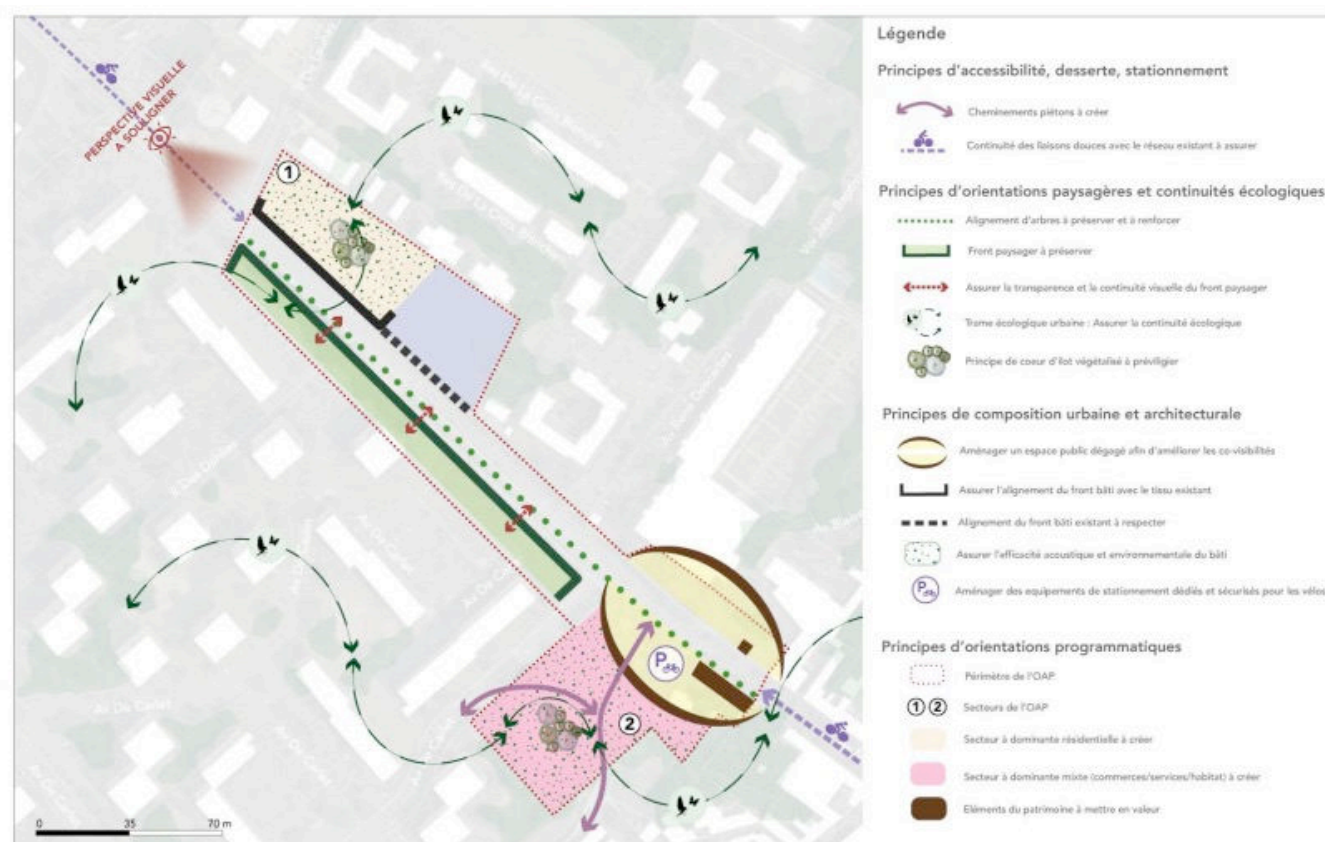 PERSPECTIVE VISUELLE
A SOULIGNER
1
2
P
Av. Du Carlet
0 35 70 m
Légende
Principes d'accessibilité, desserte, stationnement
Cheminements piétons à créer
Continuité des liaisons douces avec le réseau existant à assurer
Principes d'orientations paysagères et continuités écologiques
Alignement d'arbres à préserver et à renforcer
Front paysager à préserver
Assurer la transparence et la continuité visuelle du front paysager
Trame écologique urbaine : Assurer la continuité écologique
Principe de coeur d'îlot végétalisé à prévilégier
Principes de composition urbaine et architecturale
Aménager un espace public dégagé afin d'améliorer les co-visibilités
Assurer l'alignement du front bâti avec le tissu existant
Alignement du front bâti existant à respecter
Assurer l'efficacité acoustique et environnementale du bâti
P
Aménager des equipements de stationnement dédiés et sécurisés pour les vélos
Principes d'orientations programmatiques
Périmètre de l'OAP
1 2 Secteurs de l'OAP
Secteur à dominante résidentielle à créer
Secteur à dominante mixte (commerces/services/habitat) à créer
Eléments du patrimoine à mettre en valeur